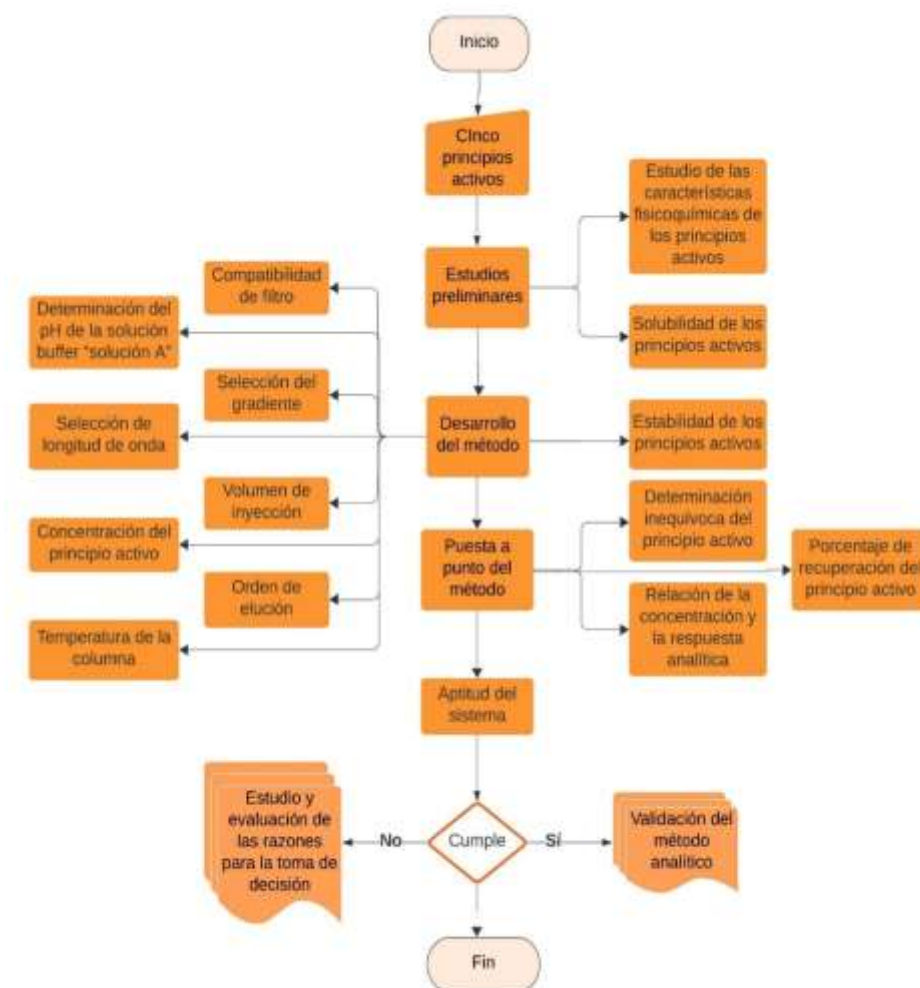 Inicio
CInco
principios
activos
Estudio de las
características
fisicoquímicas de
los principios
activos
Estudios
preliminares
Compatibilidad
de filtro
Determinación del
pH de la solución
buffer "solución A"
Solubilidad de los
principios activos
Selección del
gradiente
Desarrollo
del método
Selección de
longitud de onda
Estabilidad de los
principios activos
Volumen de
inyección
Determinación
inequívoca del
principio activo
Concentración del
principio activo
Puesta a
punto del
método
Porcentaje de
recuperación del
principio activo
Orden de
elución
Relación de la
concentración y
la respuesta
analítica
Temperatura de la
columna
Aptitud del
sistema
Estudio y
evaluación de
las razones
para la toma de
decisión
No
Cumple
Sí
Validación del
método
analítico
Fin